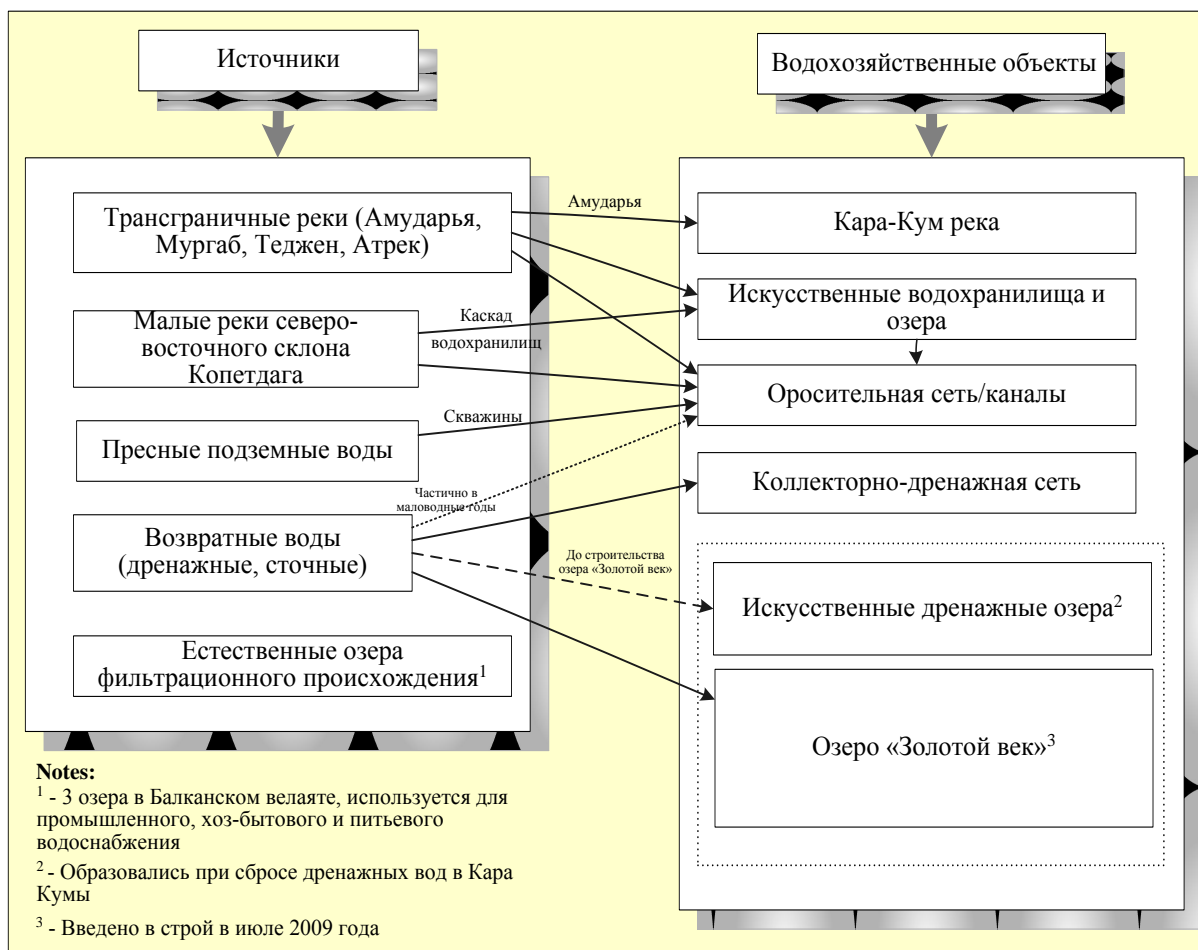 Источники
Водохозяйственные объекты
Трансграничные реки (Амударья,
Мургаб, Теджен, Атрек)
Амударья
Кара-Кум река
Искусственные водохранилища и
озера
Малые реки северо-
восточного склона
Копетдага
Каскад
водохранилищ
Оросительная сеть/каналы
Пресные подземные воды
Скважины
Коллекторно-дренажная сеть
Частично в
маловодные годы
Возвратные воды
(дренажные, сточные)
До строительства
озера «Золотой век»
Искусственные дренажные озера2
Естественные озера
фильтрационного происхождения1
Озеро «Золотой век»3
Notes:
1 - 3 озера в Балканском велаяте, используется для
промышленного, хоз-бытового и питьевого
водоснабжения
2 - Образовались при сбросе дренажных вод в Кара
Кумы
3 - Введено в строй в июле 2009 года